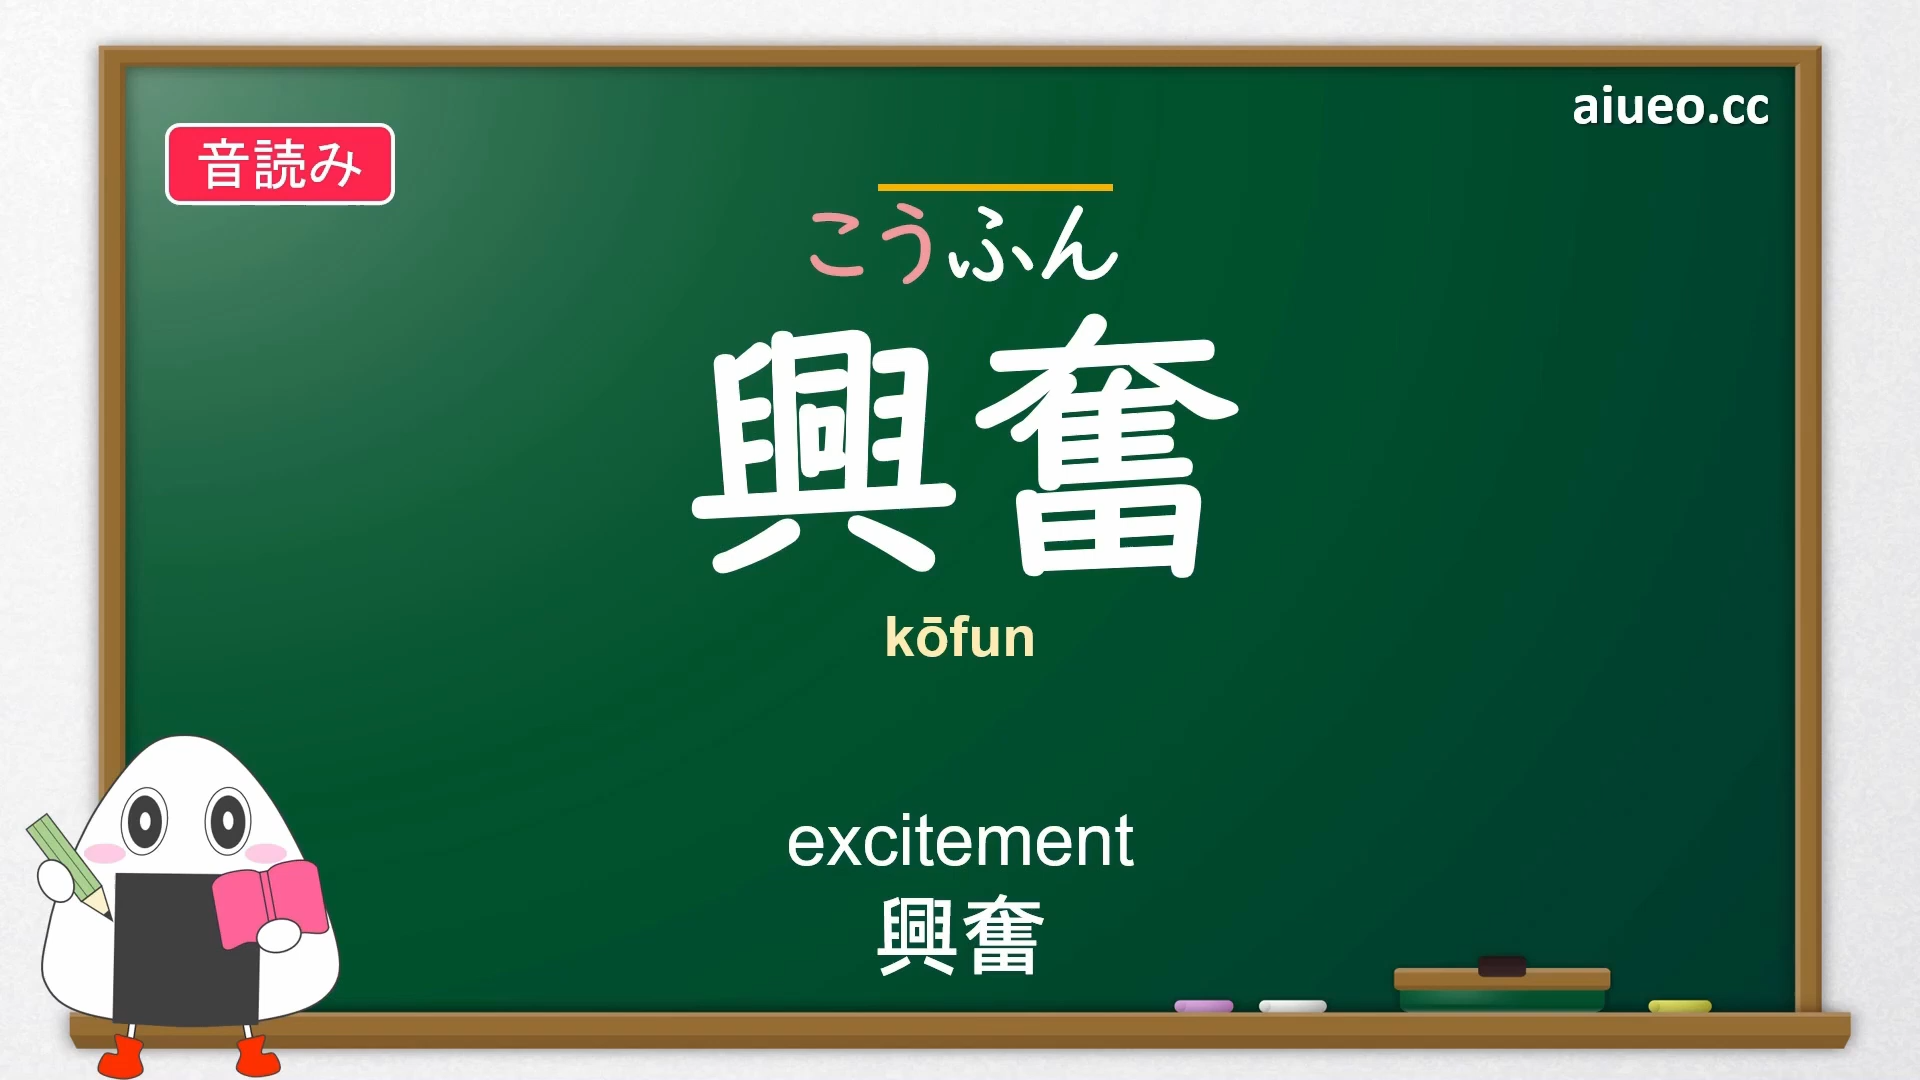 aiueo.cc
音読み
こうふん
興奮
kōfun
excitement
興奮